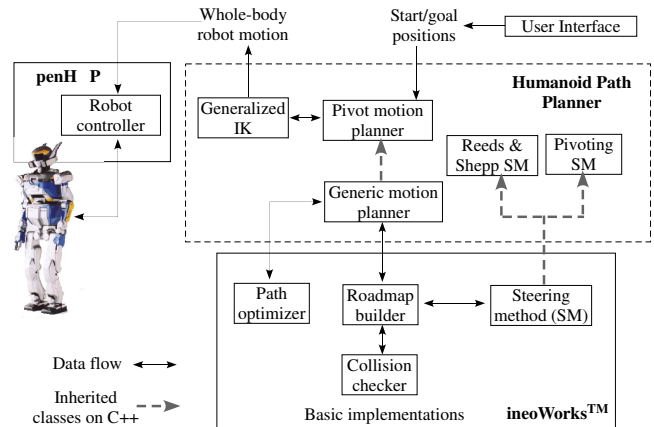 Whole-body
robot motion
Start/goal
positions
User Interface
penH P
Robot
controller
Generalized
IK
Pivot motion
planner
Humanoid Path
Planner
Reeds &
Shepp SM
Pivoting
SM
Generic motion
planner
Path
optimizer
Roadmap
builder
Steering
method (SM)
Collision
checker
Data flow
Inherited
classes on C++
Basic implementations
ineoWorks™